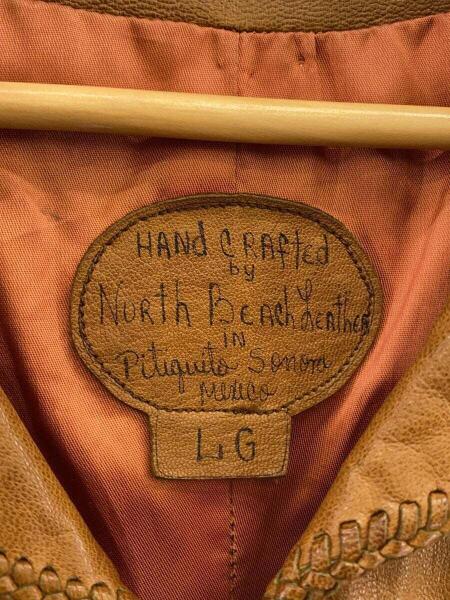 HANd CRAFted
by
North Beach Leather
IN
Pitiquito Sonora
Mexico
LG